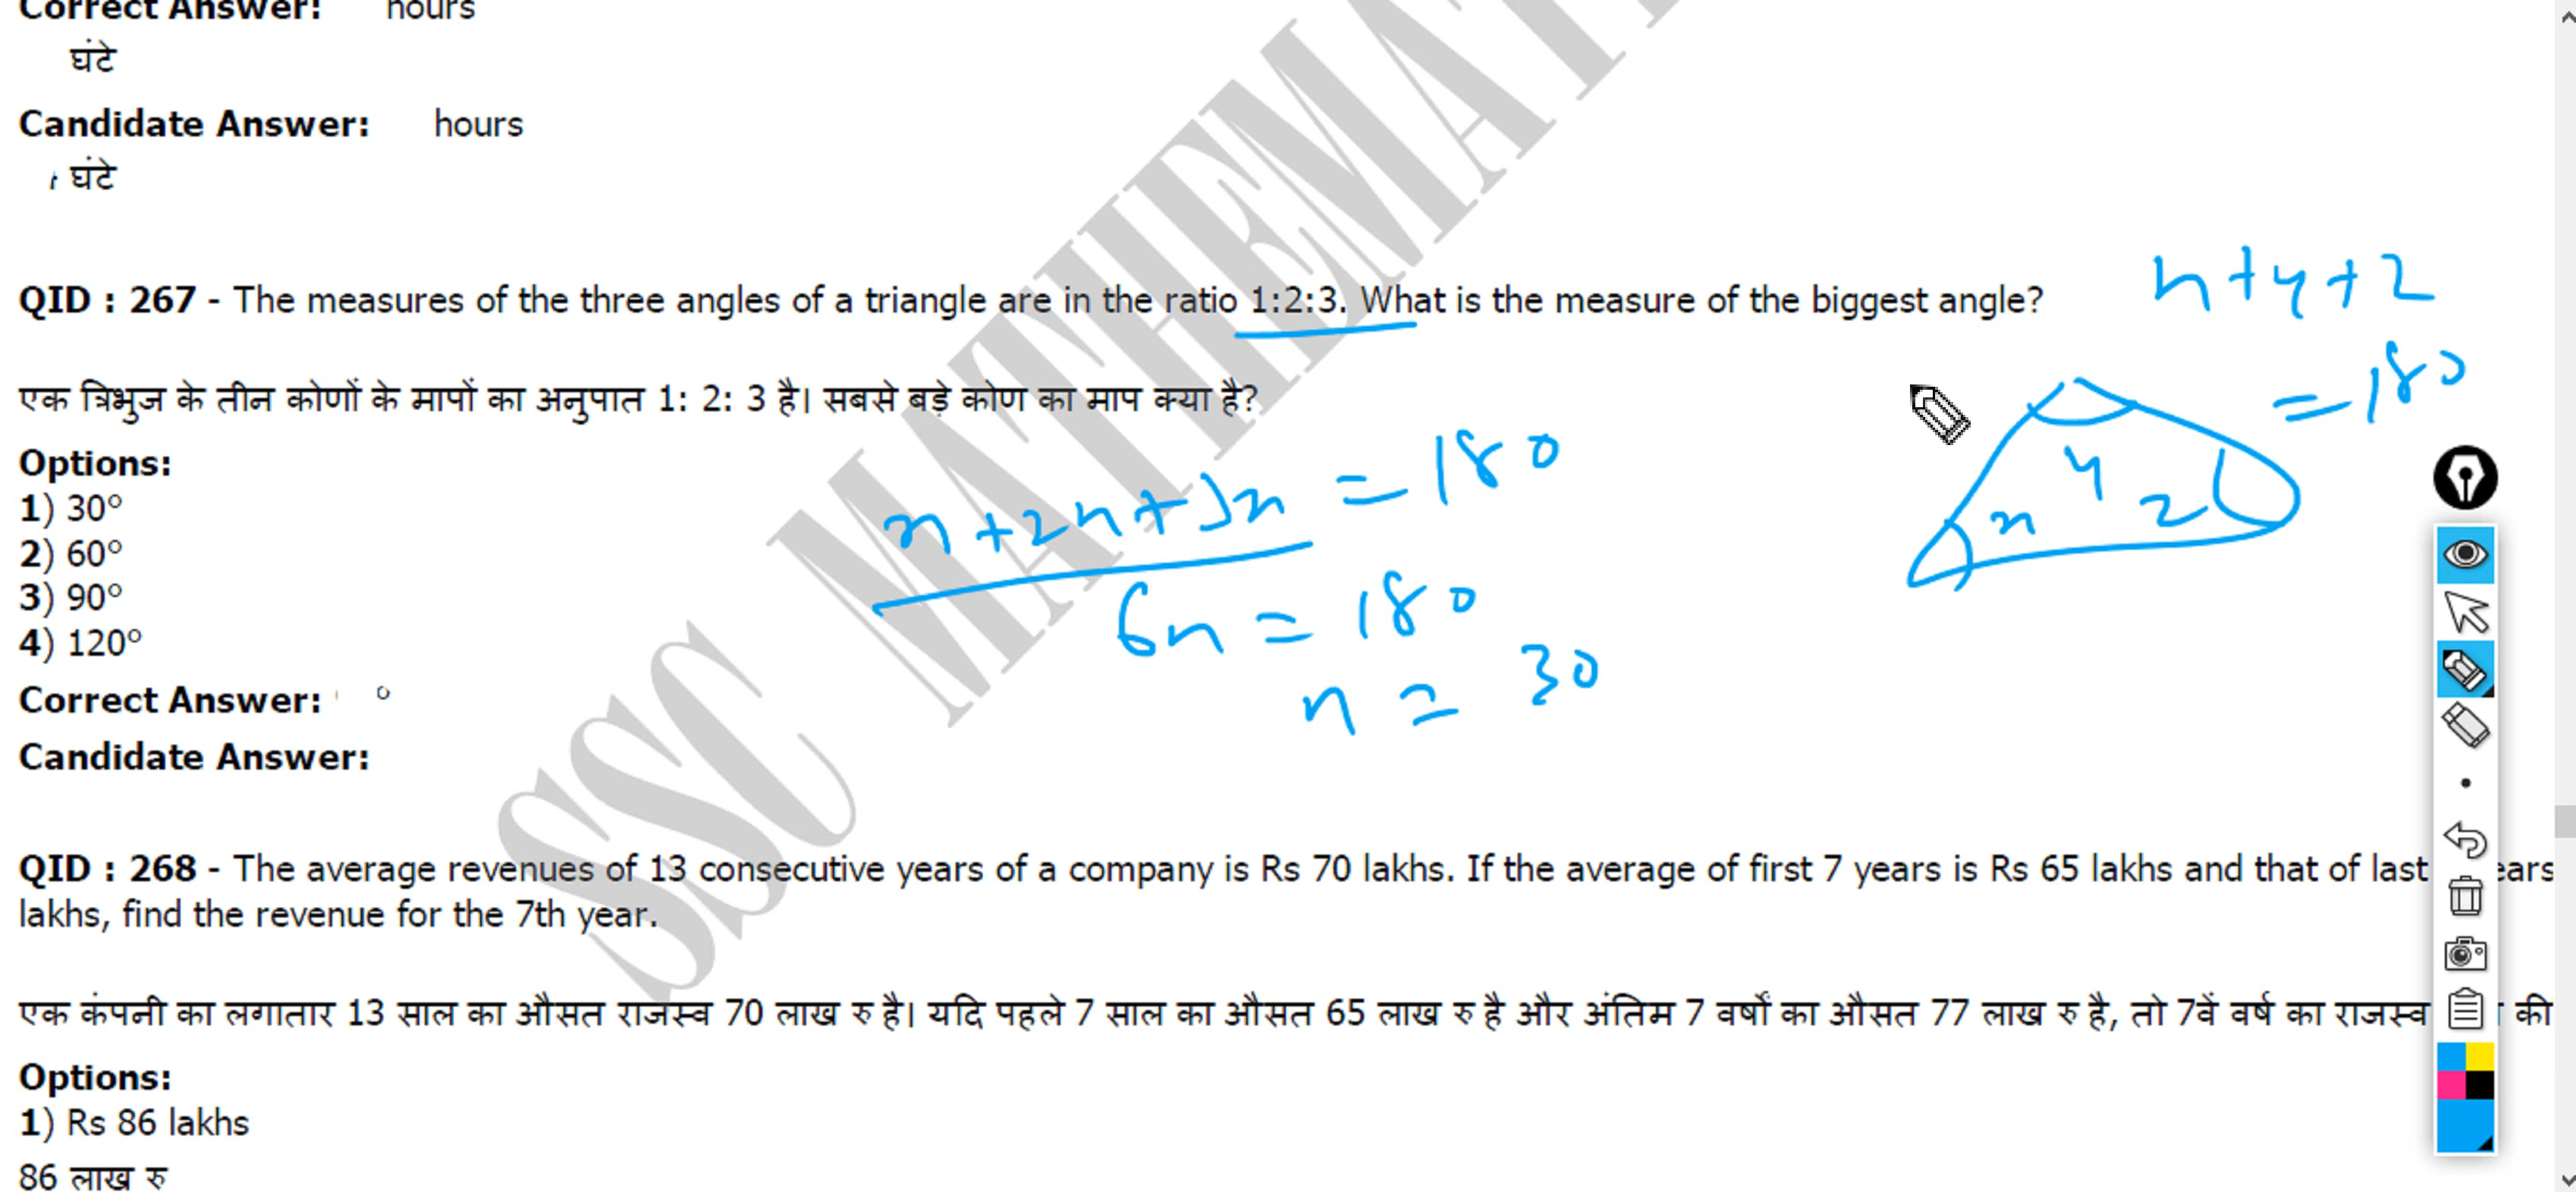 Correct Answer: hours
घंटे
Candidate Answer: hours
घंटे
QID : 267 - The measures of the three angles of a triangle are in the ratio 1:2:3. What is the measure of the biggest angle?
एक त्रिभुज के तीन कोणों के मापों का अनुपात 1: 2: 3 है। सबसे बड़े कोण का माप क्या है?
Options:
1) 30°
2) 60°
3) 90°
4) 120°
Correct Answer: °
Candidate Answer:
x+y+z
=180
y
x z
x+2x+3x=180
6x=180
x=30
QID : 268 - The average revenues of 13 consecutive years of a company is Rs 70 lakhs. If the average of first 7 years is Rs 65 lakhs and that of last
lakhs, find the revenue for the 7th year.
एक कंपनी का लगातार 13 साल का औसत राजस्व 70 लाख रु है। यदि पहले 7 साल का औसत 65 लाख रु है और अंतिम 7 वर्षों का औसत 77 लाख रु है, तो 7वें वर्ष का राजस्व की
Options:
1) Rs 86 lakhs
86 लाख रु
SSC MATHEMAT